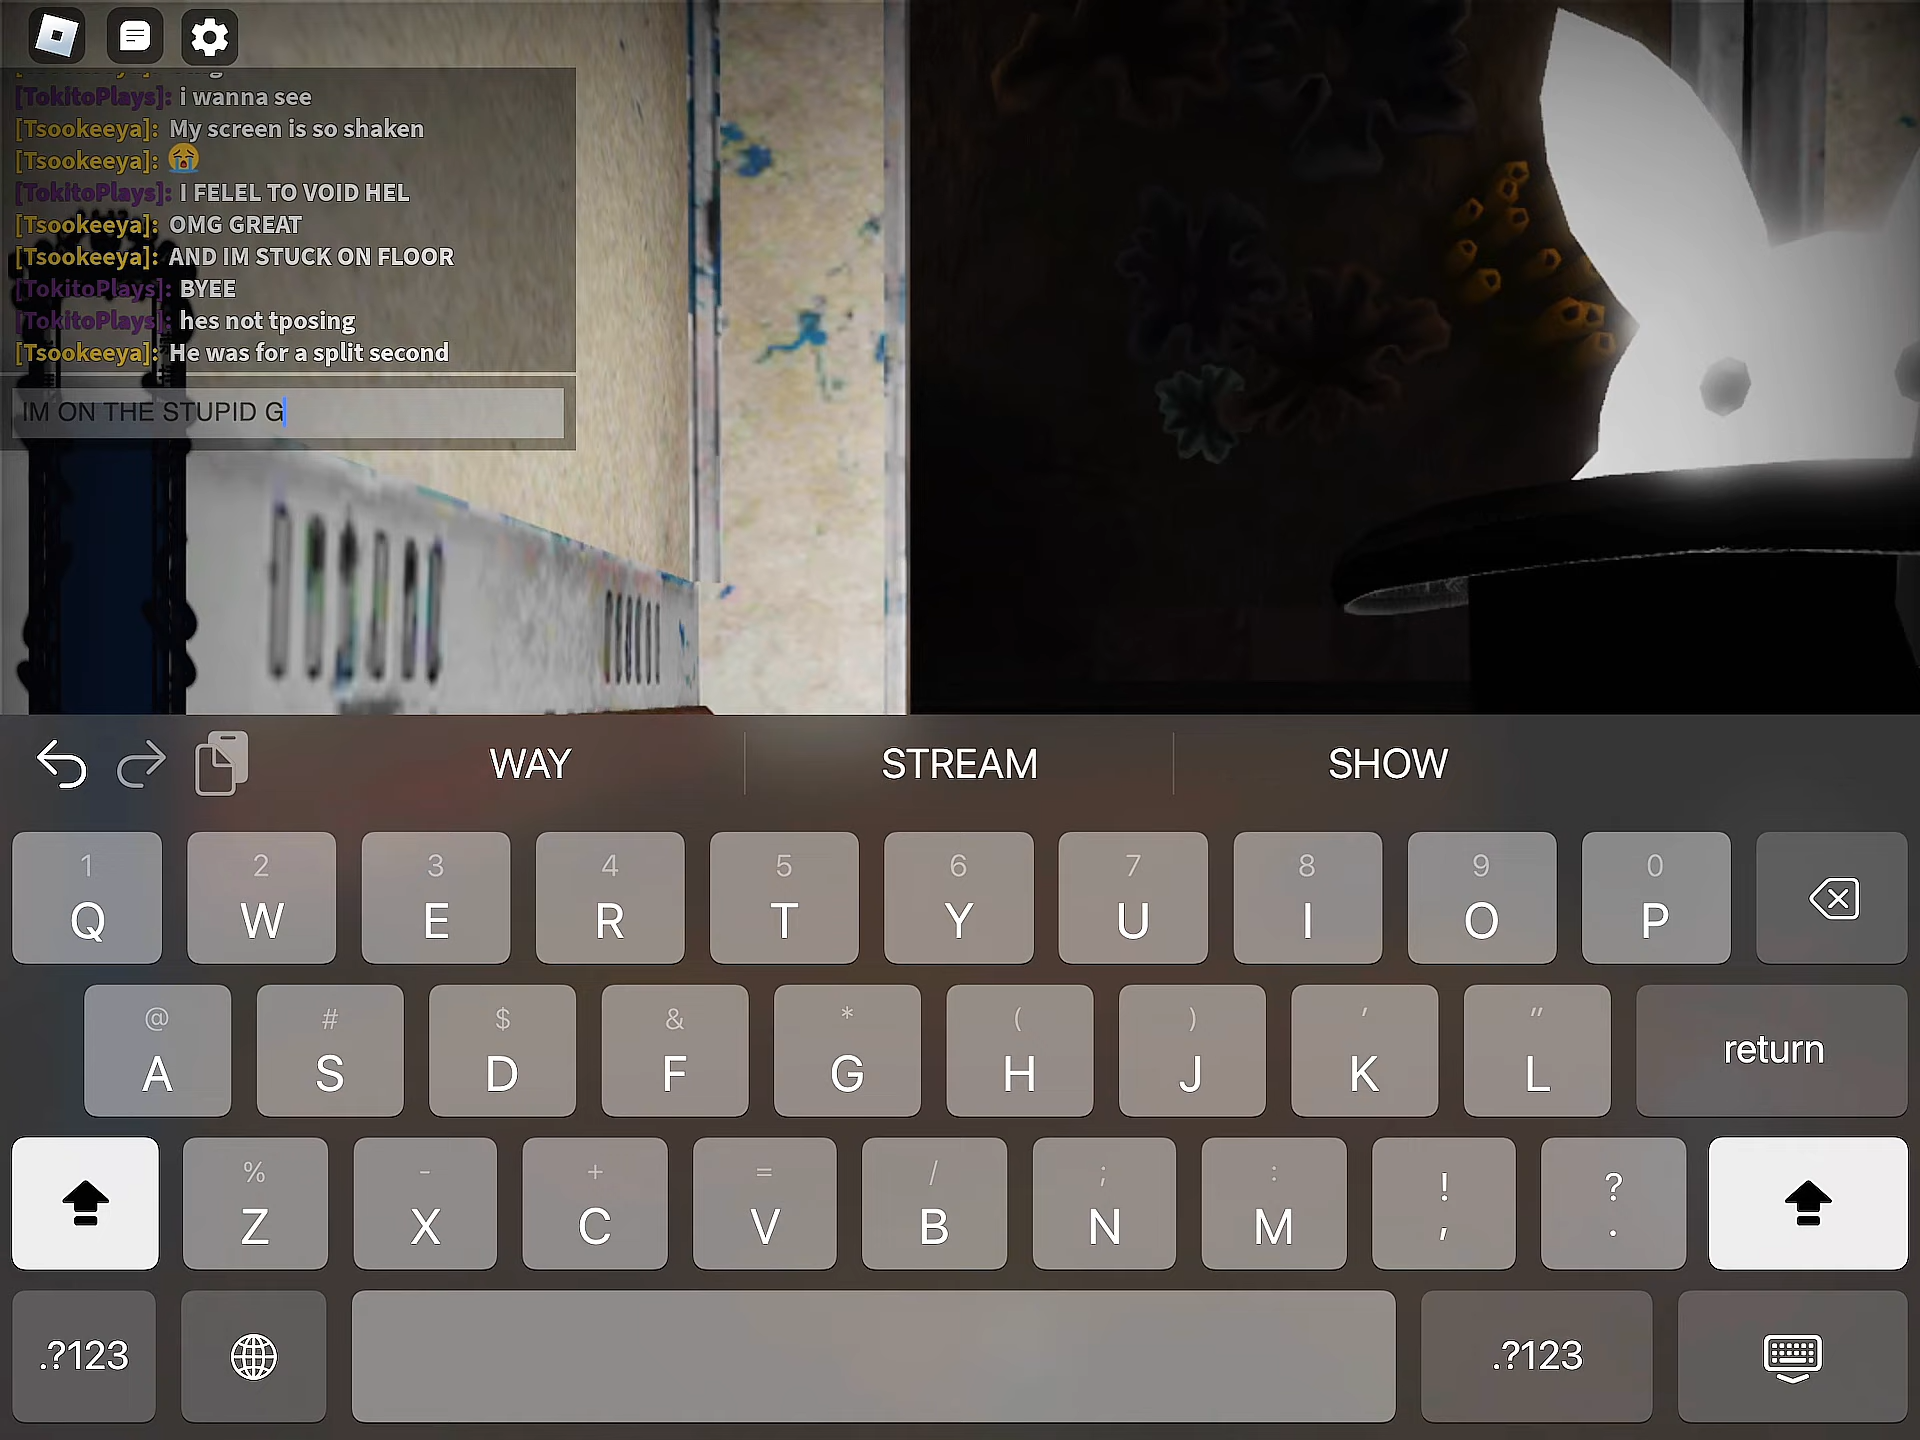 [TokitoPlays]: i wanna see
[Tsookeeya]: My screen is so shaken
[Tsookeeya]: 😭
[TokitoPlays]: I FELEL TO VOID HEL
[Tsookeeya]: OMG GREAT
[Tsookeeya]: AND IM STUCK ON FLOOR
[TokitoPlays]: BYEE
[TokitoPlays]: hes not tposing
[Tsookeeya]: He was for a split second
IM ON THE STUPID G
WAY STREAM SHOW
1 2 3 4 5 6 7 8 9 0
Q W E R T Y U I O P
@ # $ & * ( ) ' "
A S D F G H J K L return
% - + = / ; : ! ?
Z X C V B N M , .
.?123 .?123